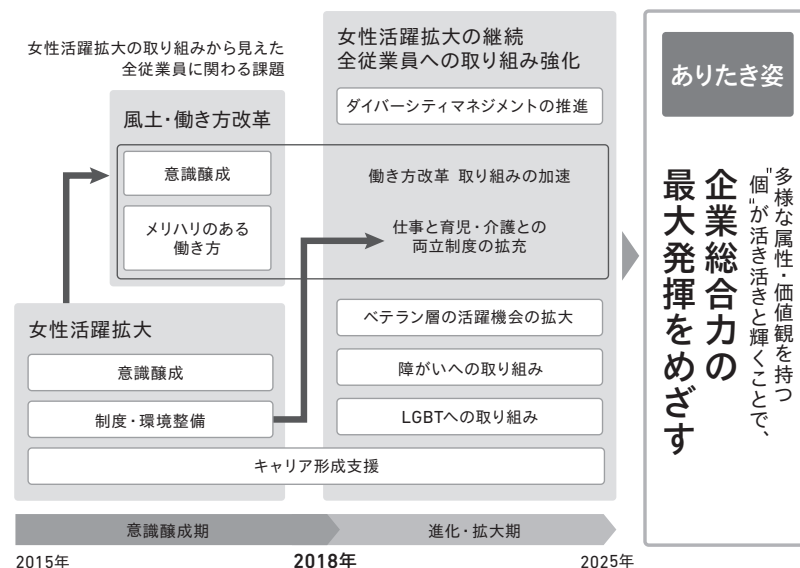 女性活躍拡大の取り組みから見えた
全従業員に関わる課題
風土・働き方改革
意識醸成
メリハリのある
働き方
女性活躍拡大
意識醸成
制度・環境整備
キャリア形成支援
女性活躍拡大の継続
全従業員への取り組み強化
ダイバーシティマネジメントの推進
働き方改革 取り組みの加速
仕事と育児・介護との
両立制度の拡充
ベテラン層の活躍機会の拡大
障がいへの取り組み
LGBTへの取り組み
意識醸成期
進化・拡大期
2015年
2018年
2025年
ありたき姿
多様な属性・価値観を持つ
"個"が活き活きと輝くことで、
企業総合力の
最大発揮をめざす